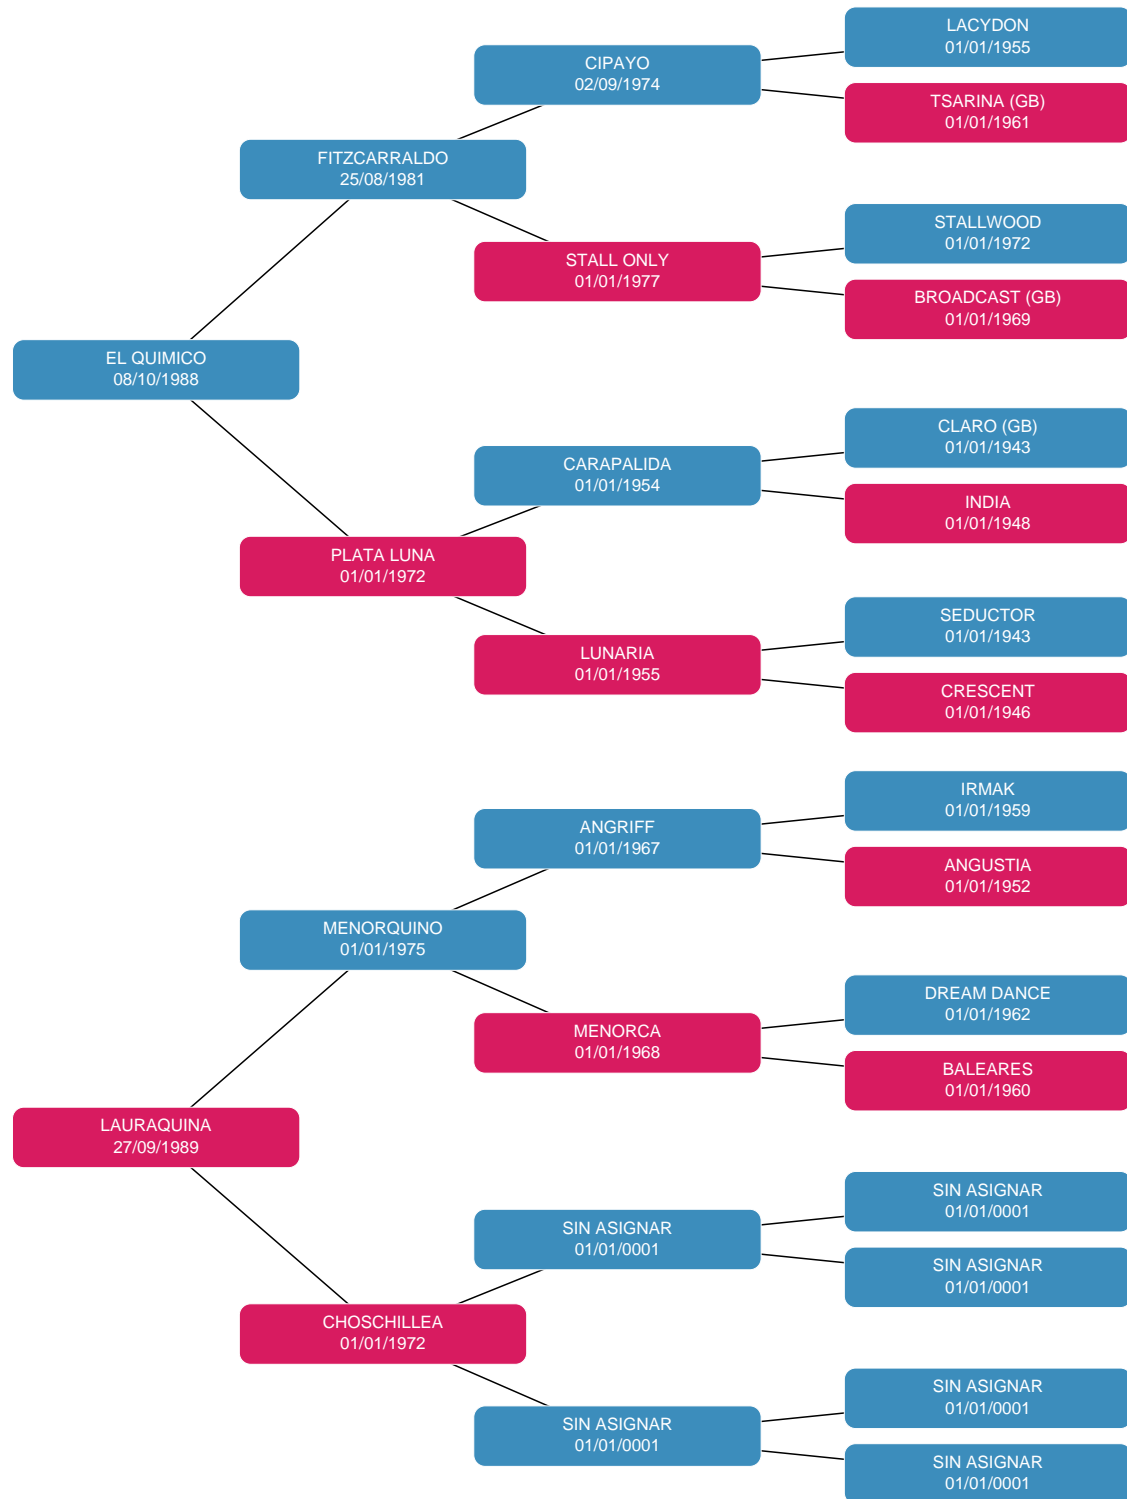 LACYDON
01/01/1955
CIPAYO
02/09/1974
TSARINA (GB)
01/01/1961
FITZCARRALDO
25/08/1981
STALLWOOD
01/01/1972
STALL ONLY
01/01/1977
BROADCAST (GB)
01/01/1969
EL QUIMICO
08/10/1988
CLARO (GB)
01/01/1943
CARAPALIDA
01/01/1954
INDIA
01/01/1948
PLATA LUNA
01/01/1972
SEDUCTOR
01/01/1943
LUNARIA
01/01/1955
CRESCENT
01/01/1946
IRMAK
01/01/1959
ANGRIFF
01/01/1967
ANGUSTIA
01/01/1952
MENORQUINO
01/01/1975
DREAM DANCE
01/01/1962
MENORCA
01/01/1968
BALEARES
01/01/1960
LAURAQUINA
27/09/1989
SIN ASIGNAR
01/01/0001
SIN ASIGNAR
01/01/0001
SIN ASIGNAR
01/01/0001
CHOSCHILLEA
01/01/1972
SIN ASIGNAR
01/01/0001
SIN ASIGNAR
01/01/0001
SIN ASIGNAR
01/01/0001